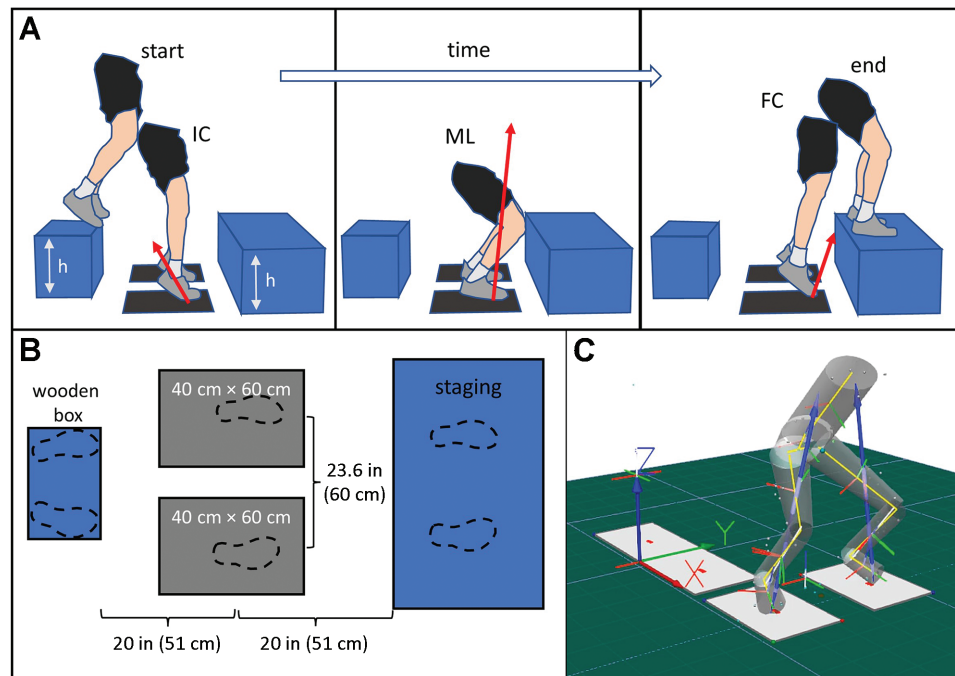 A
start
time
end
IC
ML
FC
h
h
B
wooden
box
40 cm × 60 cm
staging
23.6 in
(60 cm)
40 cm × 60 cm
20 in (51 cm)
20 in (51 cm)
C
Z
Y
X